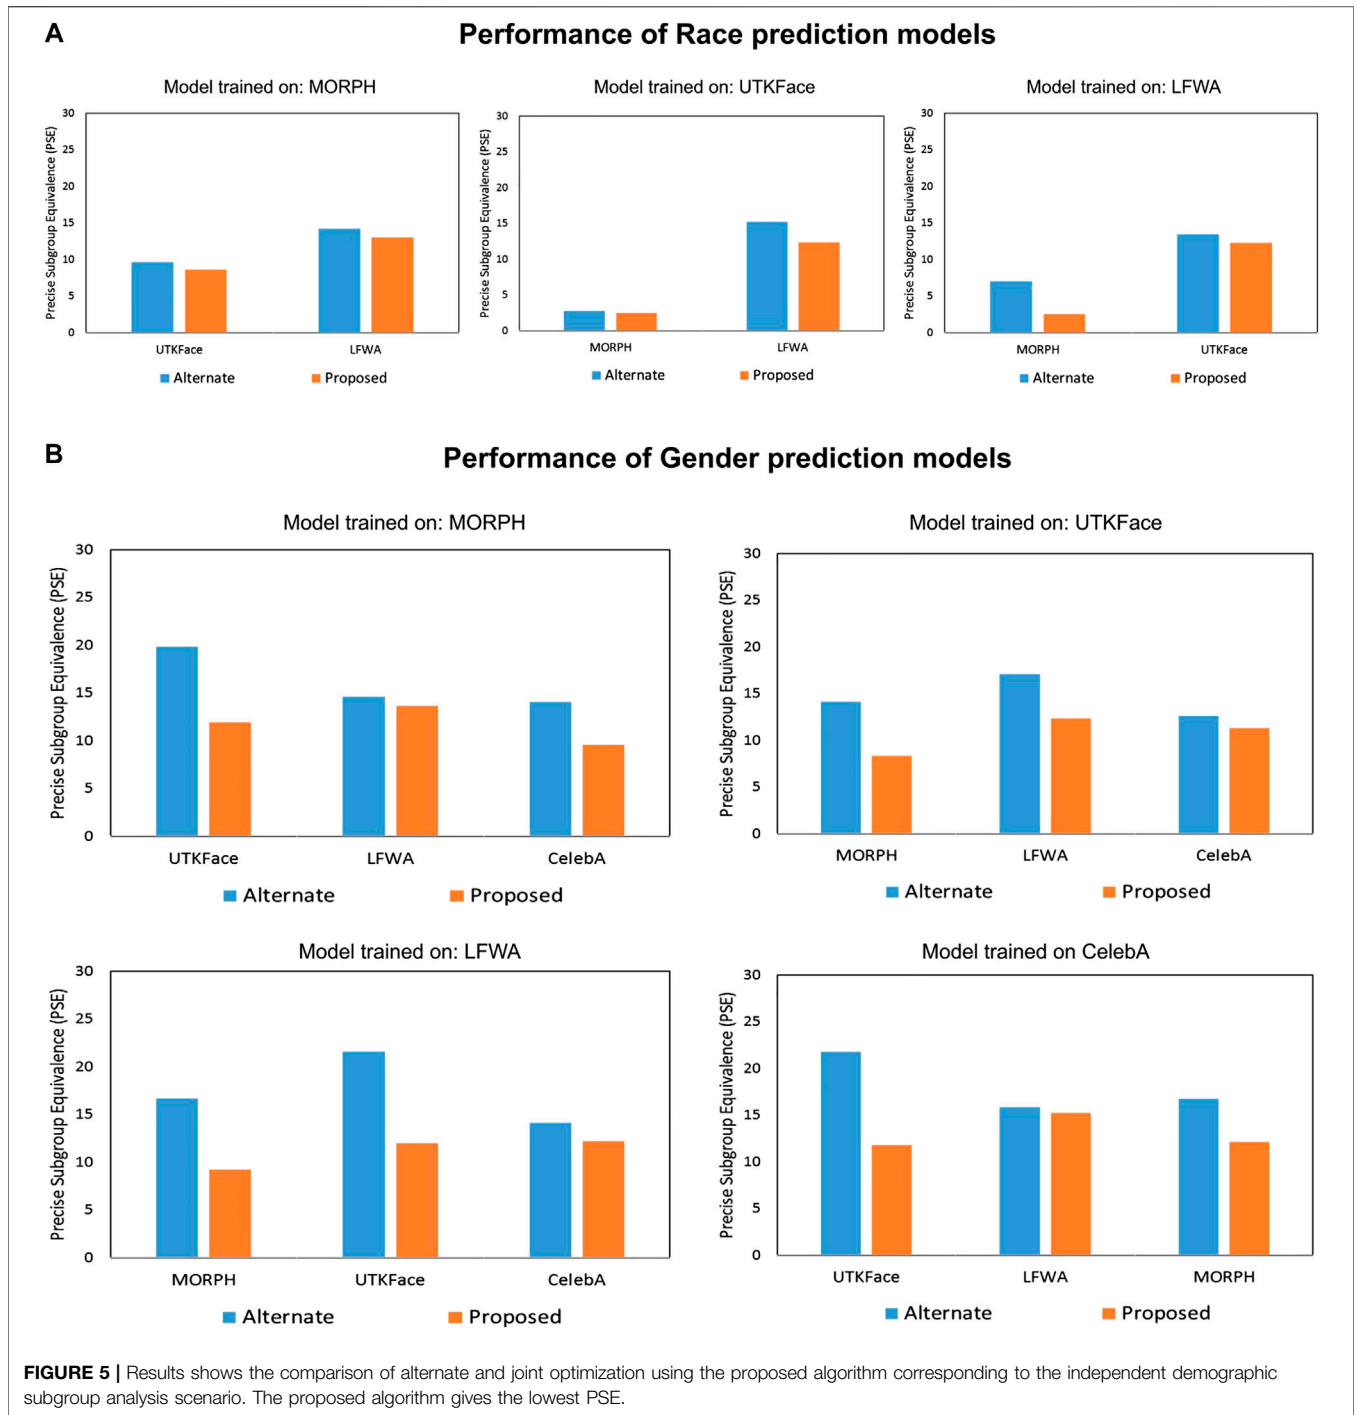 A
Performance of Race prediction models
Model trained on: MORPH
Precise Subgroup Equivalence (PSE)
30
25
20
15
10
5
0
UTKFace LFWA
Alternate Proposed
Model trained on: UTKFace
Precise Subgroup Equivalence (PSE)
30
25
20
15
10
5
0
MORPH LFWA
Alternate Proposed
Model trained on: LFWA
Precise Subgroup Equivalence (PSE)
30
25
20
15
10
5
0
MORPH UTKFace
Alternate Proposed
B
Performance of Gender prediction models
Model trained on: MORPH
Precise Subgroup Equivalence (PSE)
30
25
20
15
10
5
0
UTKFace LFWA CelebA
Alternate Proposed
Model trained on: UTKFace
Precise Subgroup Equivalence (PSE)
30
25
20
15
10
5
0
MORPH LFWA CelebA
Alternate Proposed
Model trained on: LFWA
Precise Subgroup Equivalence (PSE)
30
25
20
15
10
5
0
MORPH UTKFace CelebA
Alternate Proposed
Model trained on CelebA
Precise Subgroup Equivalence (PSE)
30
25
20
15
10
5
0
UTKFace LFWA MORPH
Alternate Proposed
FIGURE 5 | Results shows the comparison of alternate and joint optimization using the proposed algorithm corresponding to the independent demographic
subgroup analysis scenario. The proposed algorithm gives the lowest PSE.